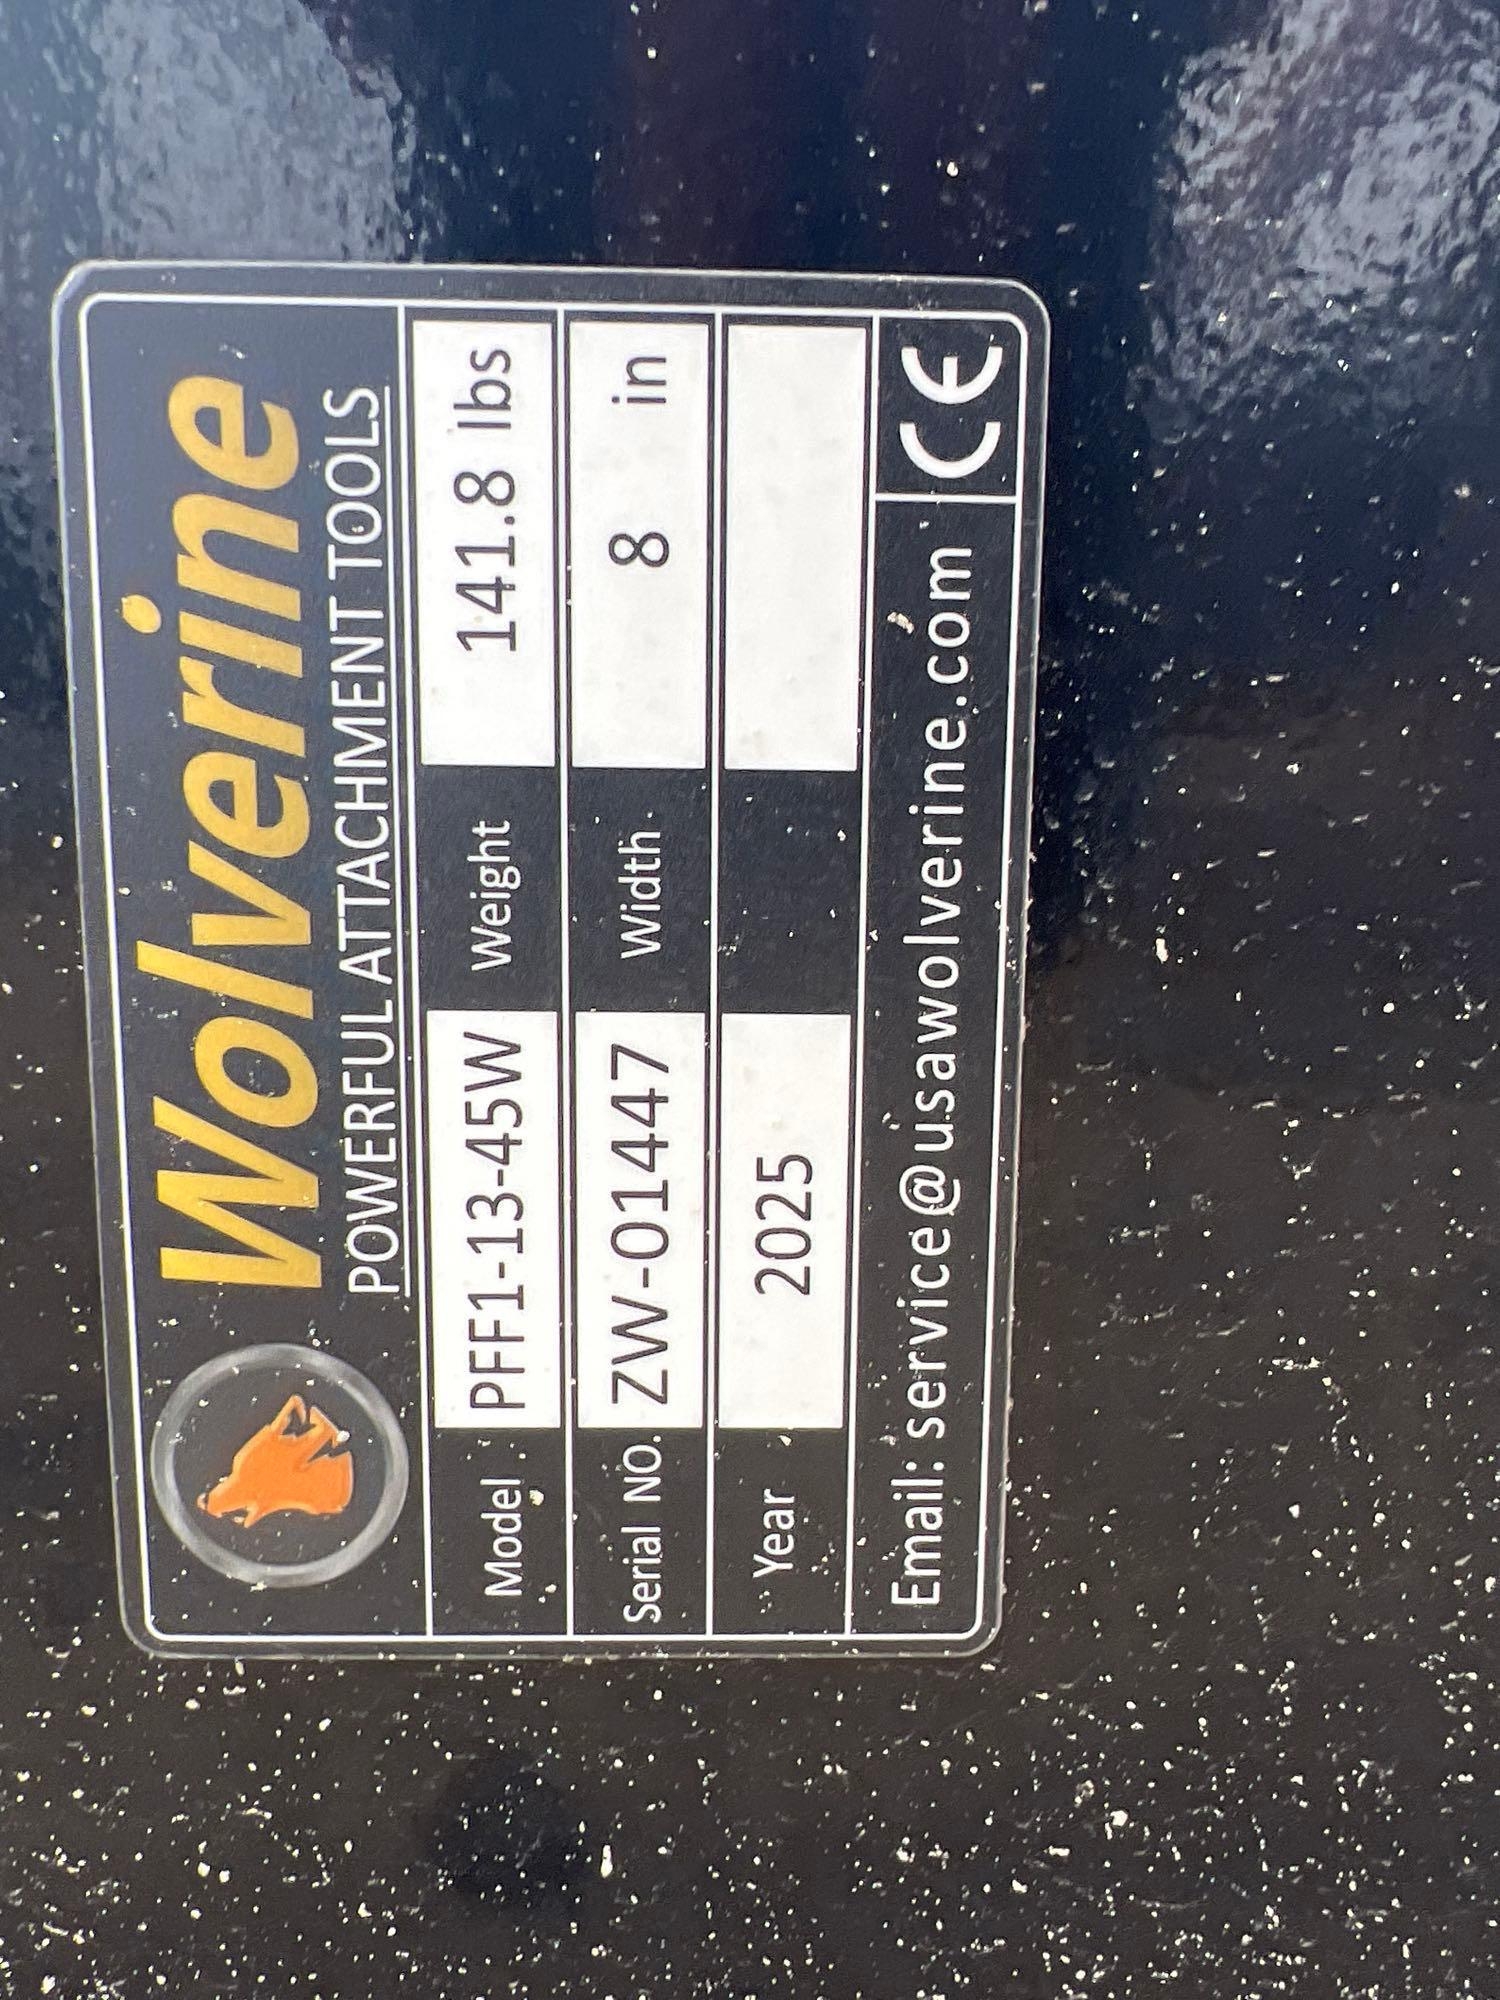 Wolverine
POWERFUL ATTACHMENT TOOLS
Model PFF1-13-45W Weight 141.8 lbs
Serial NO. ZW-01447 Width 8 in
Year 2025
Email: service@usawolverine.com CE